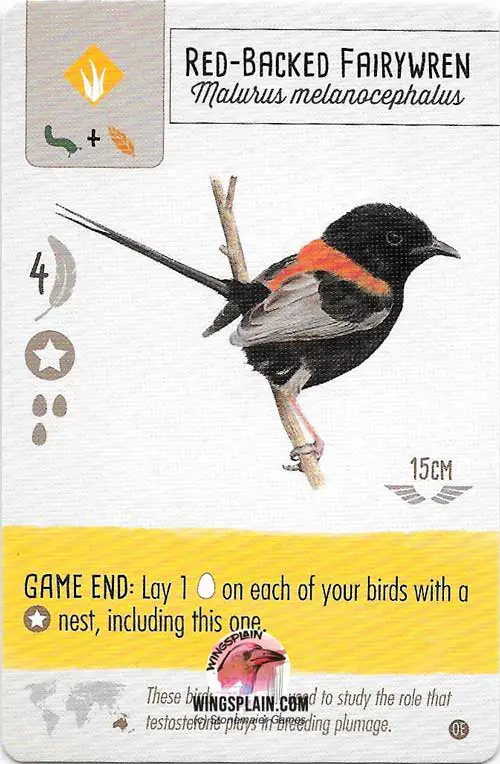 RED-BACKED FAIRYWREN
Malurus melanocephalus
+
4
15CM
GAME END: Lay 1 on each of your birds with a
nest, including this one.
WINGSPLAIN
WINGSPLAIN.COM
These used to study the role that
(c) Stonemaier Games
testosterone plays in breeding plumage.
OE